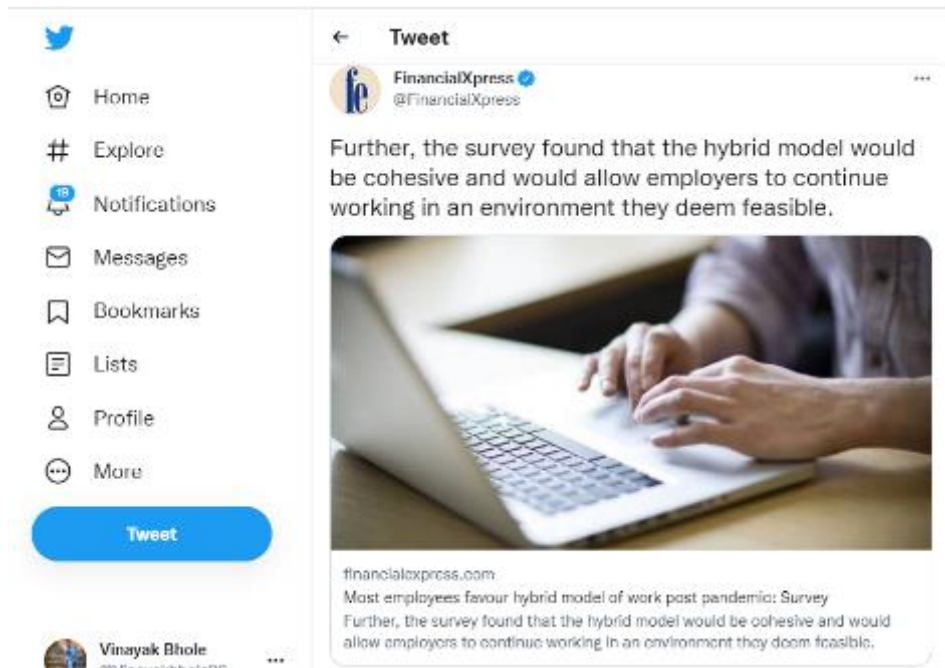 Home
Explore
19
Notifications
Messages
Bookmarks
Lists
Profile
More
Tweet
Vinayak Bhole
Tweet
fe
FinancialXpress
@FinancialXpress
Further, the survey found that the hybrid model would
be cohesive and would allow employers to continue
working in an environment they deem feasible.
financialexpress.com
Most employees favour hybrid model of work post pandemic: Survey
Further, the survey found that the hybrid model would be cohesive and would
allow employers to continue working in an environment they deem feasible.